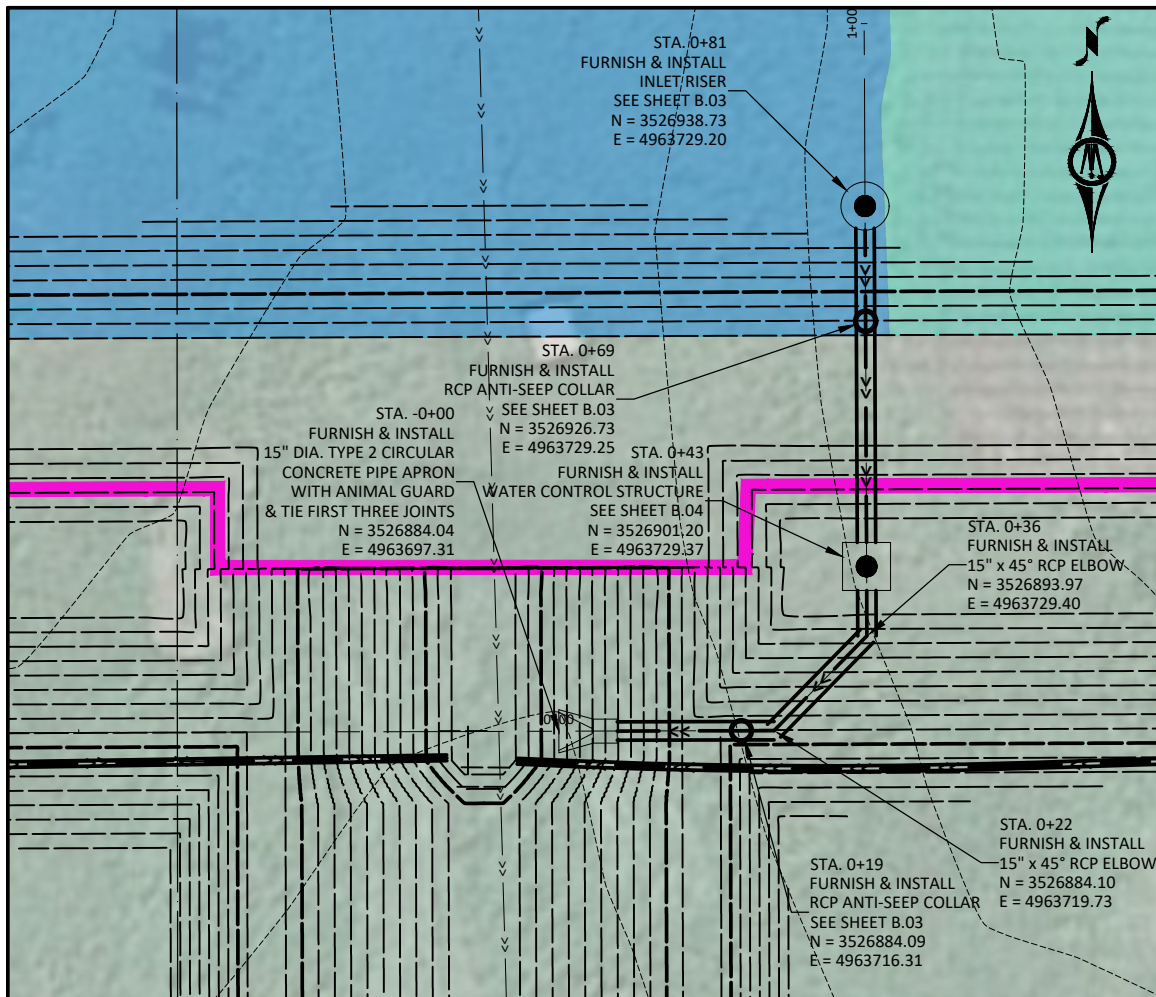 1+00
N
STA. 0+81
FURNISH & INSTALL
INLET RISER
SEE SHEET B.03
N = 3526938.73
E = 4963729.20
STA. 0+69
FURNISH & INSTALL
RCP ANTI-SEEP COLLAR
SEE SHEET B.03
N = 3526926.73
E = 4963729.25
STA. -0+00
FURNISH & INSTALL
15" DIA. TYPE 2 CIRCULAR
CONCRETE PIPE APRON
WITH ANIMAL GUARD
& TIE FIRST THREE JOINTS
N = 3526884.04
E = 4963697.31
STA. 0+43
FURNISH & INSTALL
WATER CONTROL STRUCTURE
SEE SHEET B.04
N = 3526901.20
E = 4963729.37
STA. 0+36
FURNISH & INSTALL
15" x 45° RCP ELBOW
N = 3526893.97
E = 4963729.40
0+00
STA. 0+22
FURNISH & INSTALL
15" x 45° RCP ELBOW
N = 3526884.10
E = 4963719.73
STA. 0+19
FURNISH & INSTALL
RCP ANTI-SEEP COLLAR
SEE SHEET B.03
N = 3526884.09
E = 4963716.31